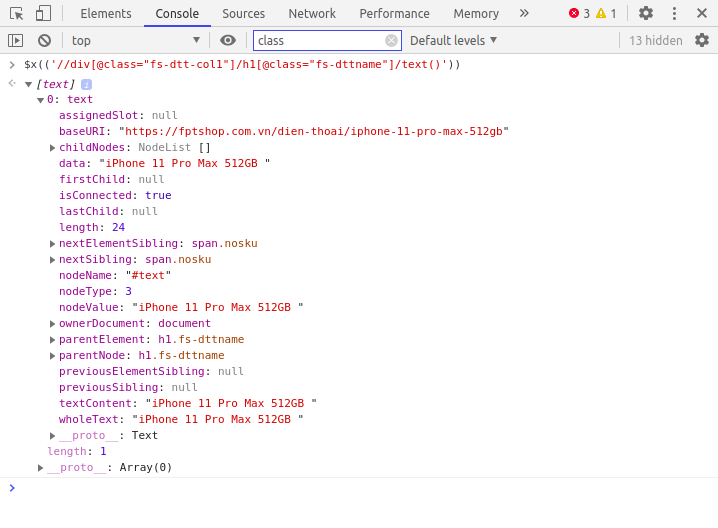 Elements Console Sources Network Performance Memory » 3 1
top class Default levels ▼ 13 hidden
$x(('//div[@class="fs-dtt-col1"]/h1[@class="fs-dttname"]/text()'))
[text] i
0: text
assignedSlot: null
baseURI: "https://fptshop.com.vn/dien-thoai/iphone-11-pro-max-512gb"
childNodes: NodeList []
data: "iPhone 11 Pro Max 512GB "
firstChild: null
isConnected: true
lastChild: null
length: 24
nextElementSibling: span.nosku
nextSibling: span.nosku
nodeName: "#text"
nodeType: 3
nodeValue: "iPhone 11 Pro Max 512GB "
ownerDocument: document
parentElement: h1.fs-dttname
parentNode: h1.fs-dttname
previousElementSibling: null
previousSibling: null
textContent: "iPhone 11 Pro Max 512GB "
wholeText: "iPhone 11 Pro Max 512GB "
__proto__: Text
length: 1
__proto__: Array(0)